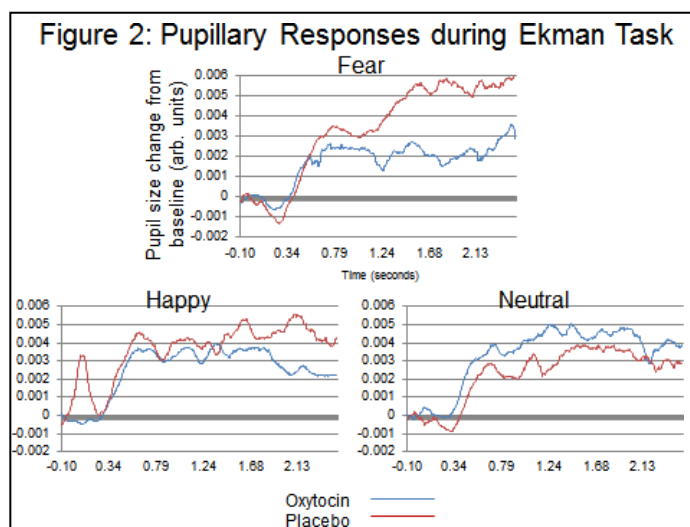 Figure 2: Pupillary Responses during Ekman Task
Fear
Pupil size change from
baseline (arb. units)
0.006
0.005
0.004
0.003
0.002
0.001
0
-0.001
-0.002
-0.10 0.34 0.79 1.24 1.68 2.13
Time (seconds)
Happy
0.006
0.005
0.004
0.003
0.002
0.001
0
-0.001
-0.002
-0.10 0.34 0.79 1.24 1.68 2.13
Neutral
0.006
0.005
0.004
0.003
0.002
0.001
0
-0.001
-0.002
-0.10 0.34 0.79 1.24 1.68 2.13
Oxytocin
Placebo